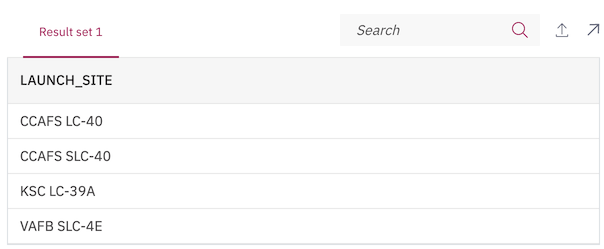 Result set 1
Search
LAUNCH_SITE
CCAFS LC-40
CCAFS SLC-40
KSC LC-39A
VAFB SLC-4E